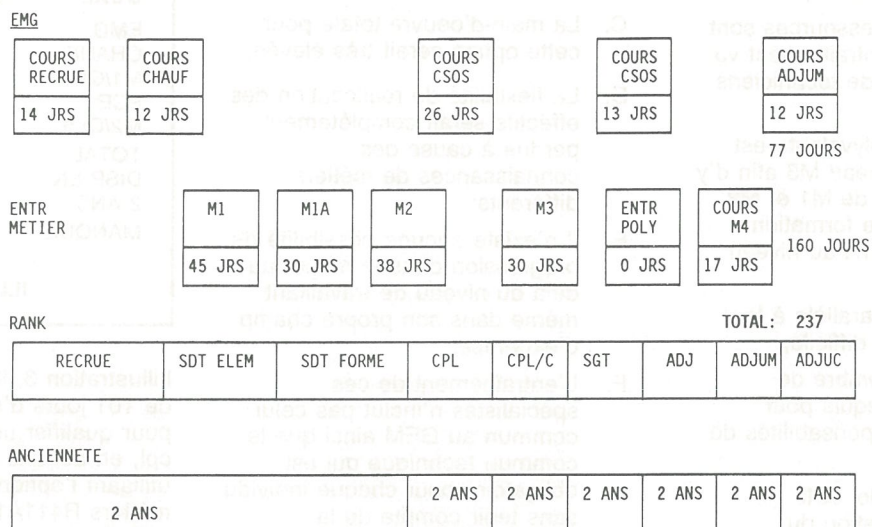 EMG
COURS RECRUE
COURS CHAUF
COURS CSOS
COURS CSOS
COURS ADJUM
14 JRS
12 JRS
26 JRS
13 JRS
12 JRS
77 JOURS
ENTR METIER
M1
M1A
M2
M3
ENTR POLY
COURS M4
45 JRS
30 JRS
38 JRS
30 JRS
0 JRS
17 JRS
160 JOURS
RANK
TOTAL: 237
RECRUE
SDT ELEM
SDT FORME
CPL
CPL/C
SGT
ADJ
ADJUM
ADJUC
ANCIENNETE
2 ANS
2 ANS
2 ANS
2 ANS
2 ANS
2 ANS